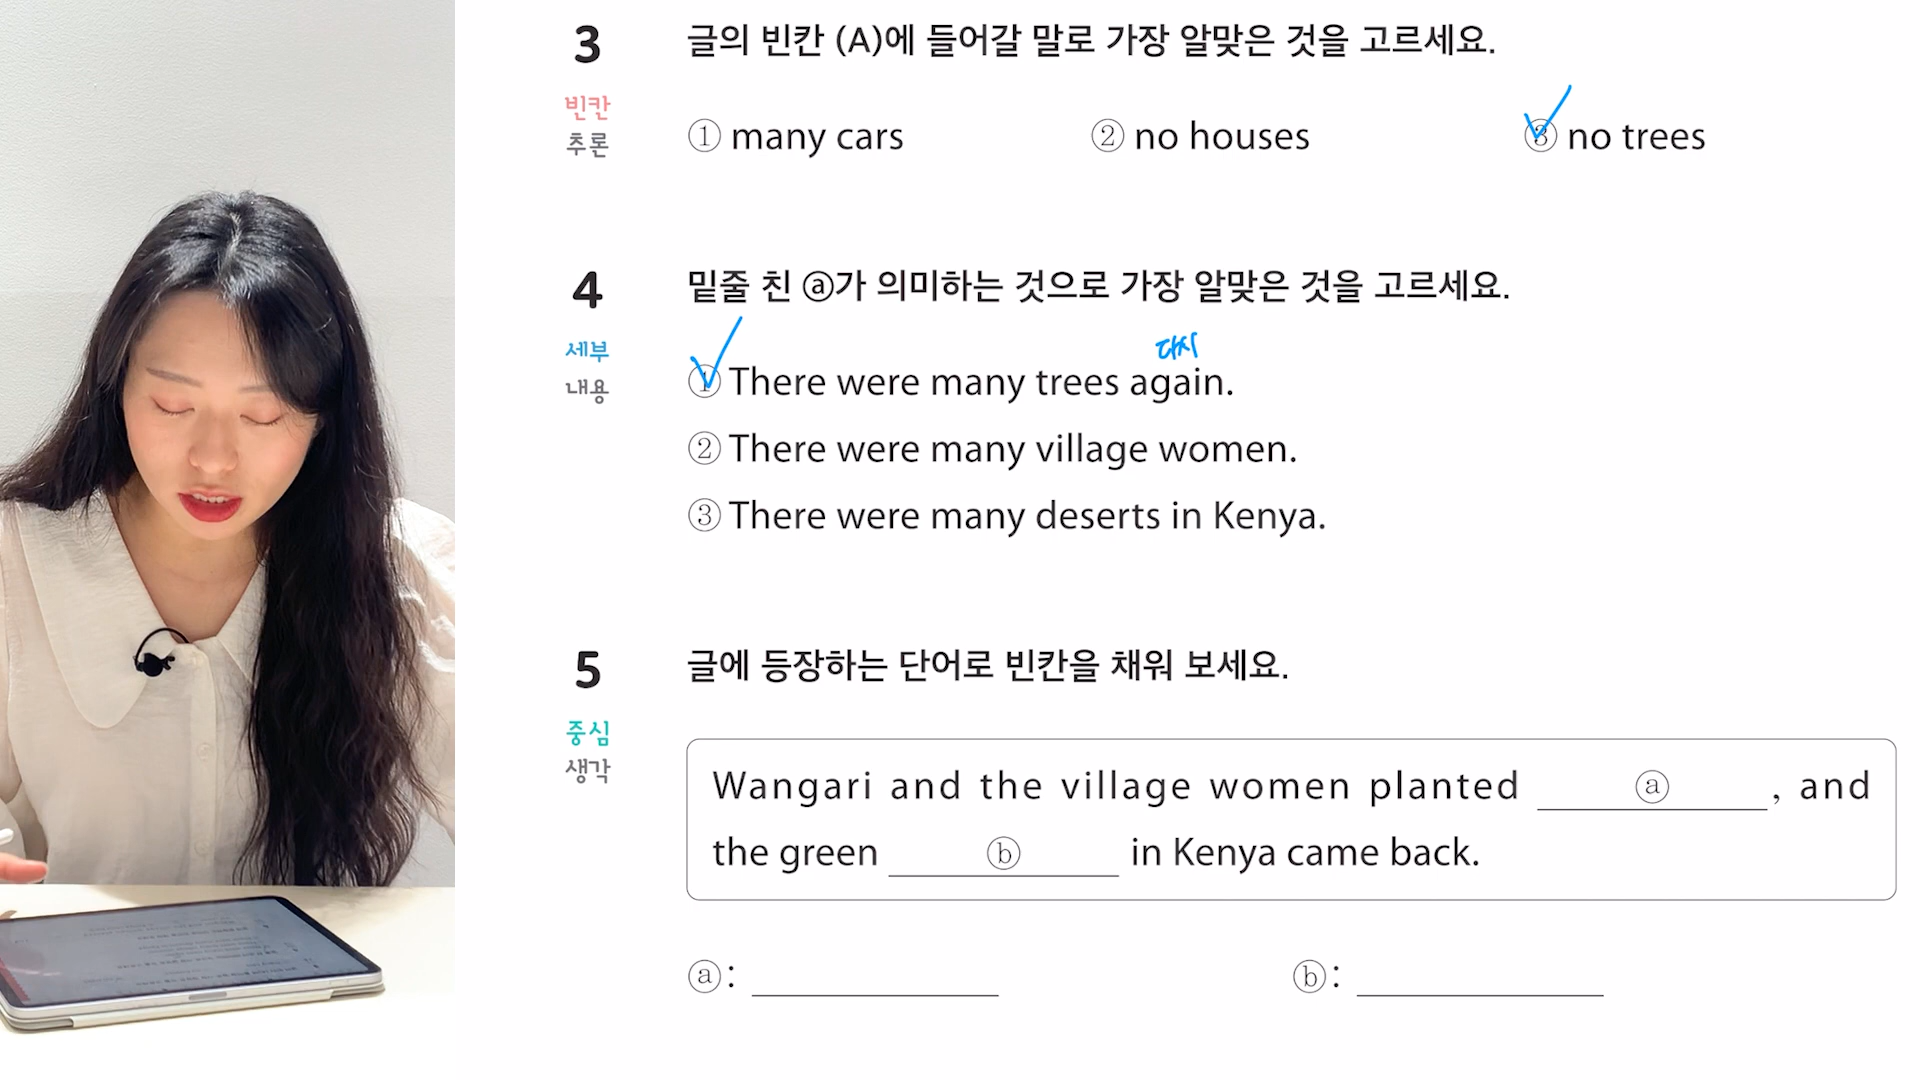 3 글의 빈칸 (A)에 들어갈 말로 가장 알맞은 것을 고르세요.
빈칸
추론
① many cars ② no houses ③ no trees
4 밑줄 친 ⓐ가 의미하는 것으로 가장 알맞은 것을 고르세요.
세부
내용
다시
① There were many trees again.
② There were many village women.
③ There were many deserts in Kenya.
5 글에 등장하는 단어로 빈칸을 채워 보세요.
중심
생각
Wangari and the village women planted ⓐ, and
the green ⓑ in Kenya came back.
ⓐ: ⓑ: